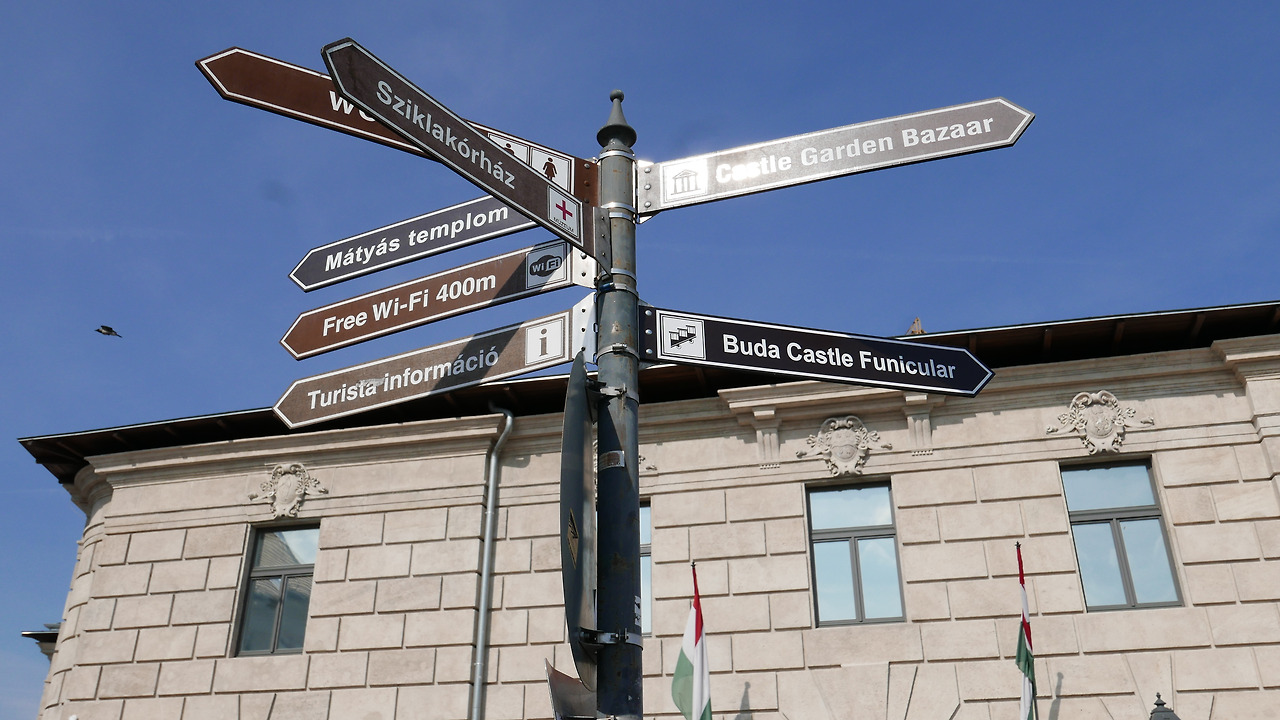 Sziklakórház
Castle Garden Bazaar
Mátyás templom
Free Wi-Fi 400m
Wi Fi
Turista információ
i
Buda Castle Funicular